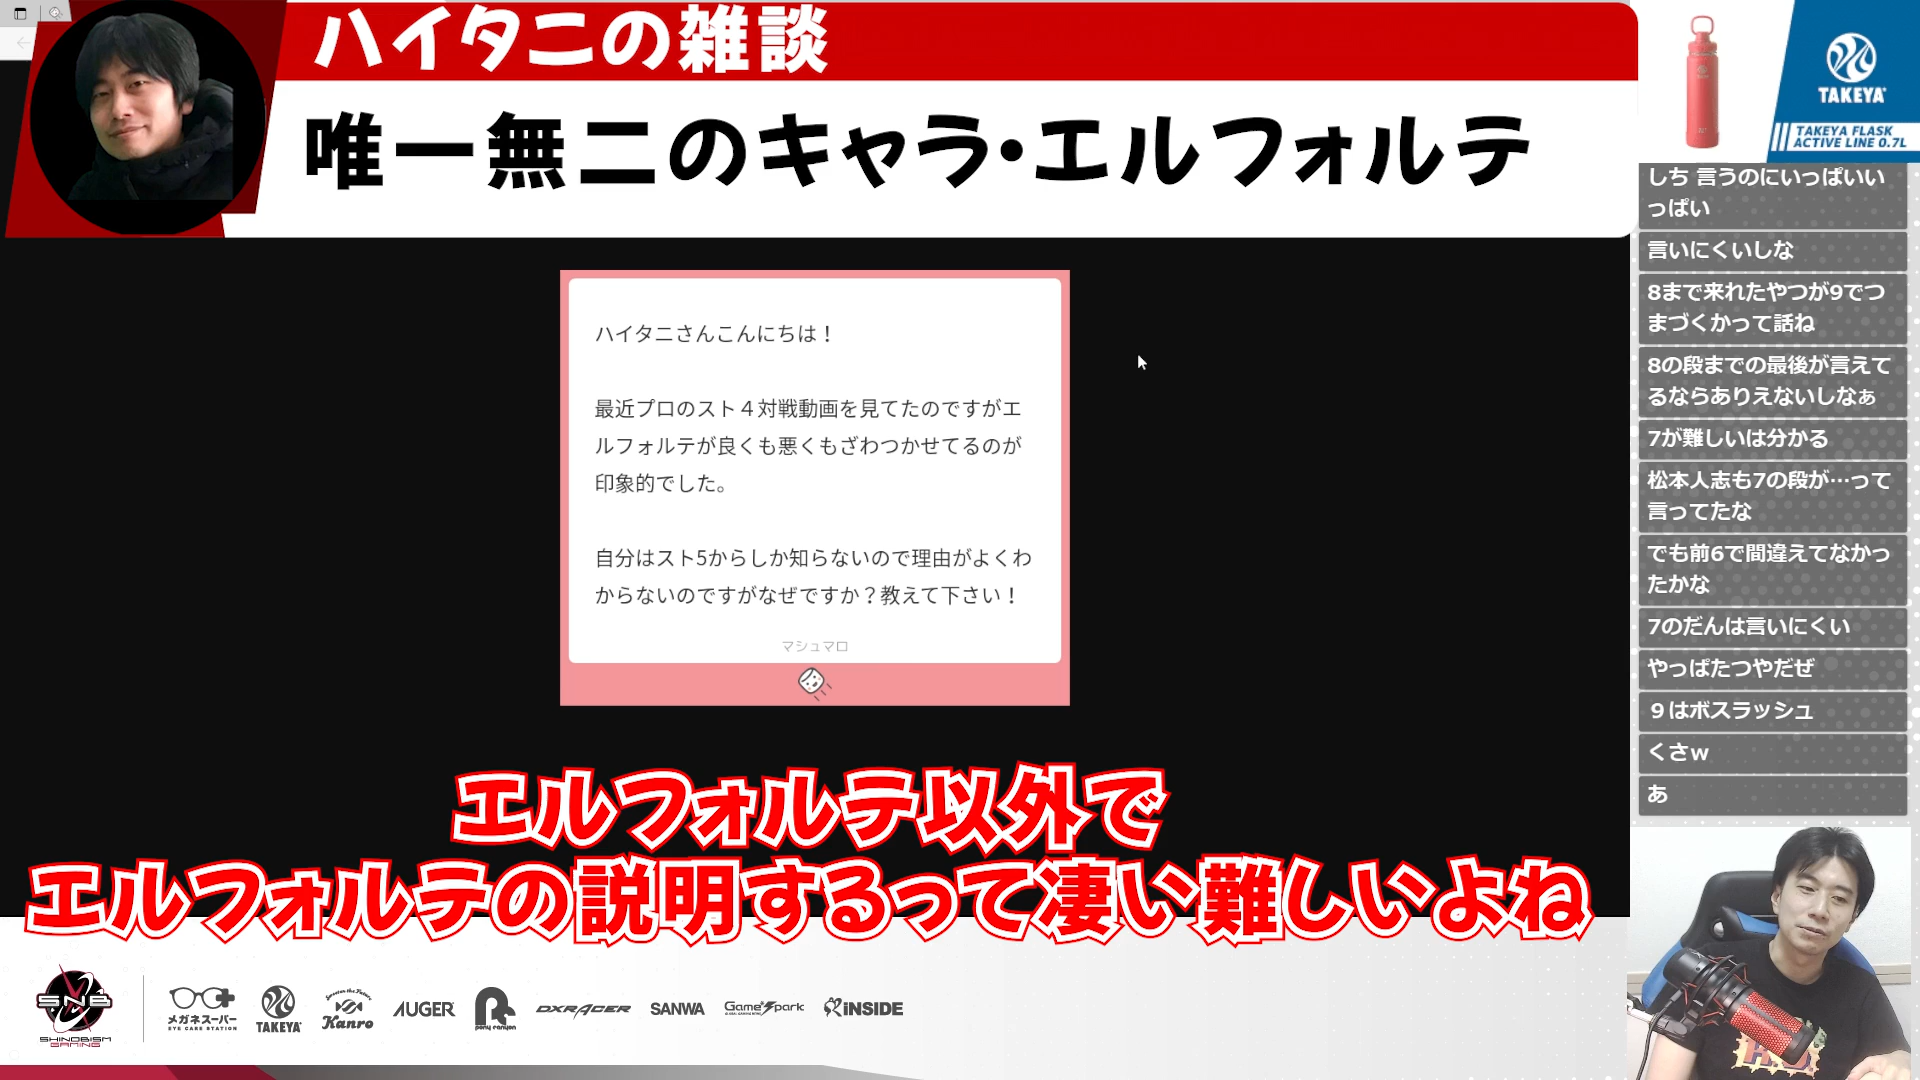 ハイタニの雑談
唯一無二のキャラ・エルフォルテ
TAKEYA
TAKEYA FLASK
ACTIVE LINE 0.7L
ハイタニさんこんにちは！
最近プロのスト４対戦動画を見てたのですがエ
ルフォルテが良くも悪くもざわつかせてるのが
印象的でした。
自分はスト5からしか知らないので理由がよくわ
からないのですがなぜですか？教えて下さい！
マシュマロ
しち 言うのにいっぱいい
っぱい
言いにくいしな
8まで来れたやつが9でつ
まづくかって話ね
8の段までの最後が言えて
るならありえないしなぁ
7が難しいは分かる
松本人志も7の段が…って
言ってたな
でも前6で間違えてなかっ
たかな
7のだんは言いにくい
やっぱたつやだぜ
９はボスラッシュ
くさw
あ
エルフォルテ以外で
エルフォルテの説明するって凄い難しいよね
SNB
SHINOBISM
GAMING
メガネスーパー
EYE CARE STATION
TAKEYA
Kanro
AUGER
pony canyon
DXRACER
SANWA
Game*Spark
iNSIDE